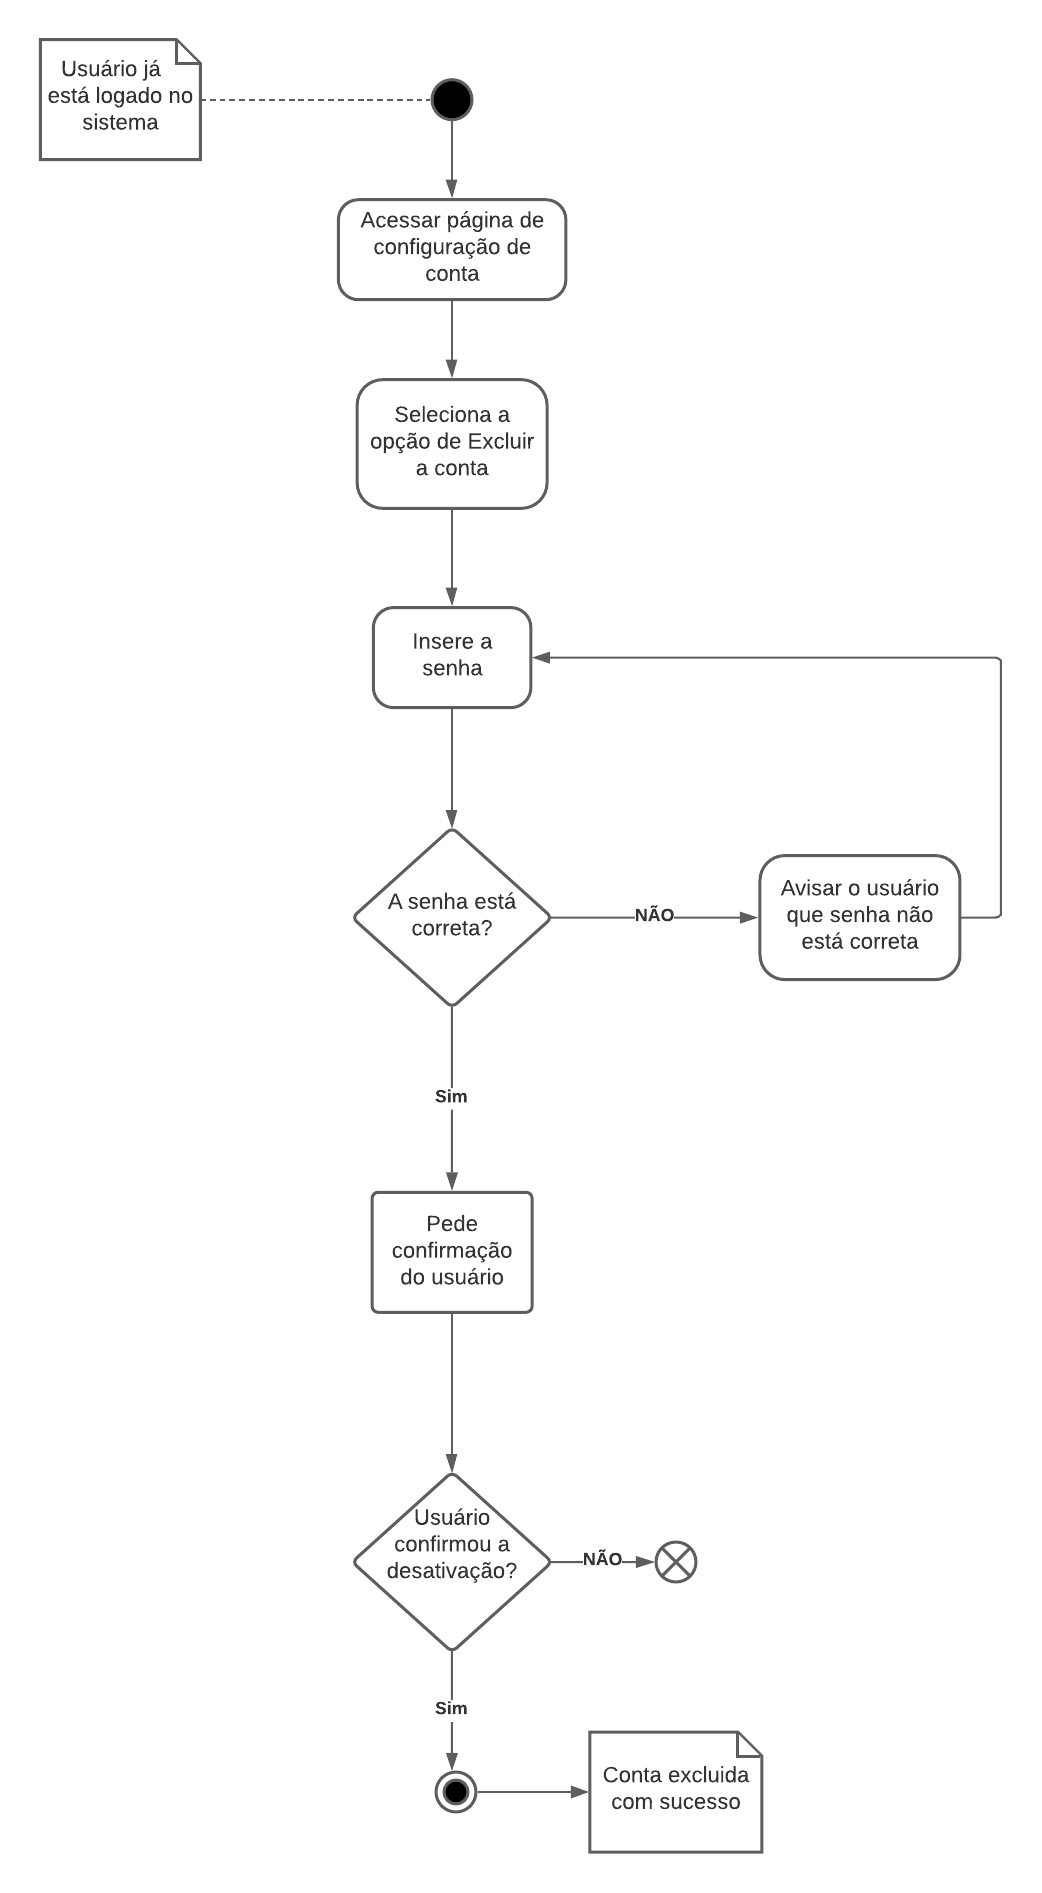 Usuário já
está logado no
sistema
Acessar página de
configuração de
conta
Seleciona a
opção de Excluir
a conta
Insere a
senha
A senha está
correta?
NÃO
Avisar o usuário
que senha não
está correta
Sim
Pede
confirmação
do usuário
Usuário
confirmou a
desativação?
NÃO
Sim
Conta excluida
com sucesso